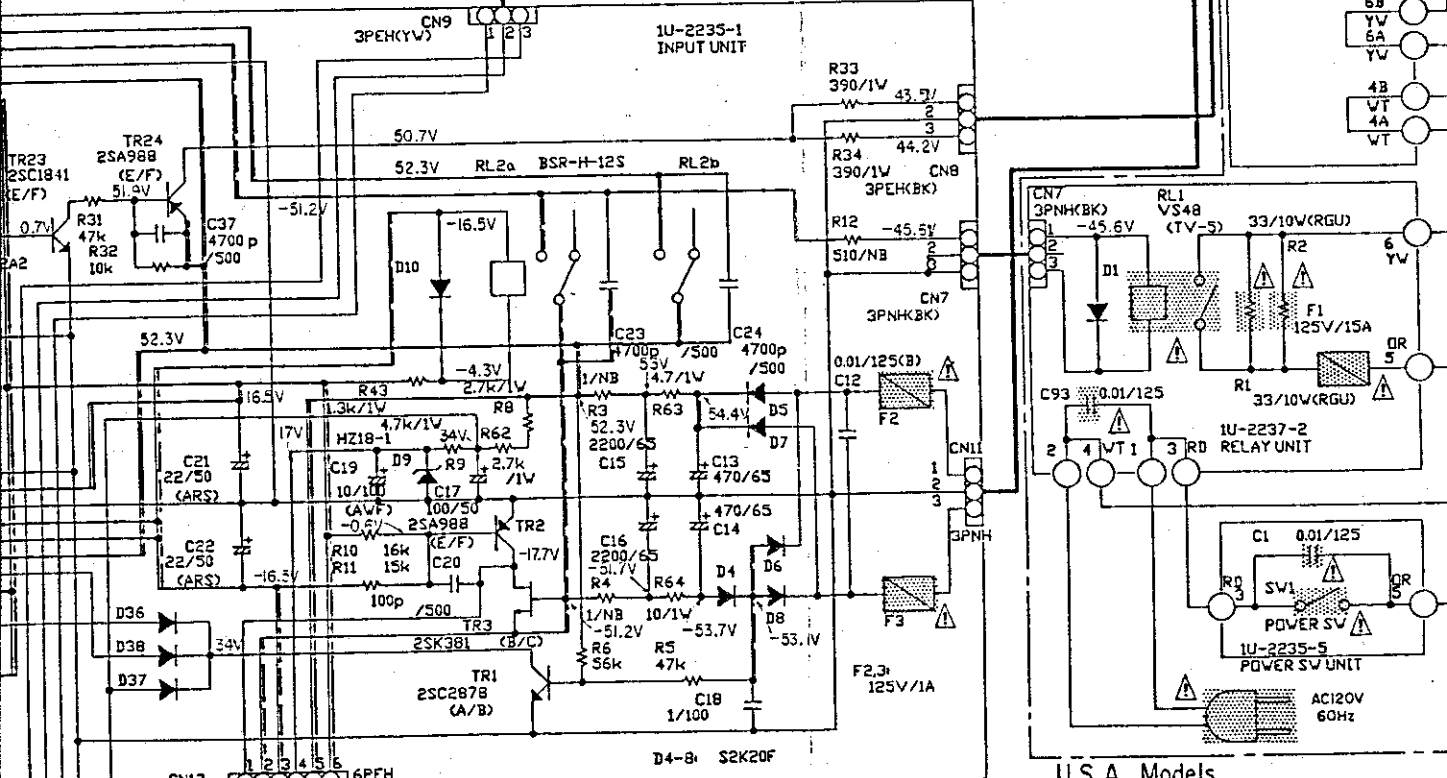 CN9
3PEH(YW)
1 2 3
1U-2235-1
INPUT UNIT
6B
YW
6A
YW
4B
WT
4A
WT
R33
390/1W
43.5V
2
3
44.2V
R34
390/1W
CN8
3PEH(BK)
50.7V
52.3V
RL2a
BSR-H-12S
RL2b
TR24
2SA988
(E/F)
51.9V
TR23
2SC1841
(E/F)
0.7V
R31
47k
R32
10k
C37
4700p
/500
-51.2V
-16.5V
D10
R12
-45.5V
510/NB
2
3
CN7
3PNH(BK)
CN7
3PNH(BK)
1
2
3
-45.6V
D1
RL1
VS48
(TV-5)
33/10W(RGU)
R2
F1
125V/15A
6
YW
OR
5
R1
33/10W(RGU)
C93
0.01/125
1U-2237-2
RELAY UNIT
2
4
WT
1
3
RD
52.3V
C23
4700p
/500
C24
4700p
/500
53V
-4.3V
2.7k/1W
R43
1.3k/1W
16.5V
4.7k/1W
R8
1/NB
R3
52.3V
2200/65
C15
4.7/1W
R63
54.4V
D5
D7
0.01/125(B)
C12
F2
CN11
1
2
3
3PNH
17V
HZ18-1
34V
R62
2.7k
/1W
D9
R9
C19
10/100
(AWF)
C17
100/50
C13
470/65
470/65
C14
C21
22/50
(ARS)
C22
22/50
(ARS)
-0.6V
2SA988
(E/F)
TR2
-17.7V
R10
16k
R11
15k
C20
100p
/500
-16.5V
C16
2200/65
-51.7V
R4
1/NB
-51.2V
R64
10/1W
D4
-53.7V
D6
D8
-53.1V
F3
TR3
2SK381
(B/C)
R6
56k
R5
47k
TR1
2SC2878
(A/B)
C18
1/100
F2,3:
125V/1A
D36
D38
D37
34V
C1
0.01/125
RD
3
SW1
POWER SW
OR
5
1U-2235-5
POWER SW UNIT
AC120V
60Hz
D4-8: S2K20F
1 2 3 4 5 6
6PEH
U.S.A. Models